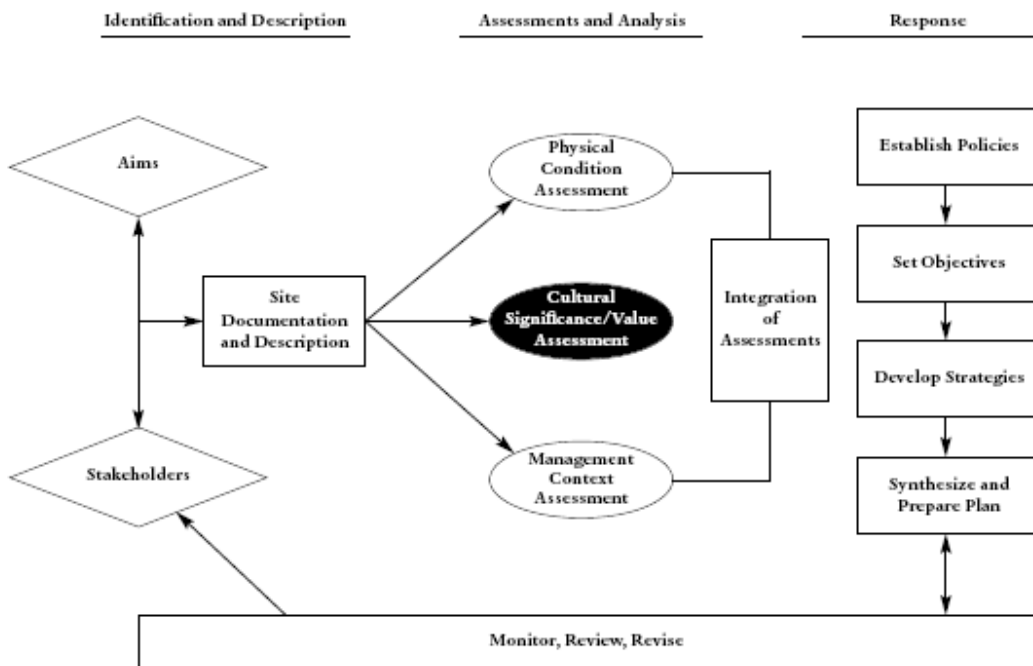 Identification and Description
Assessments and Analysis
Response
Aims
Stakeholders
Site
Documentation
and Description
Physical
Condition
Assessment
Cultural
Significance/Value
Assessment
Management
Context
Assessment
Integration
of
Assessments
Establish Policies
Set Objectives
Develop Strategies
Synthesize and
Prepare Plan
Monitor, Review, Revise